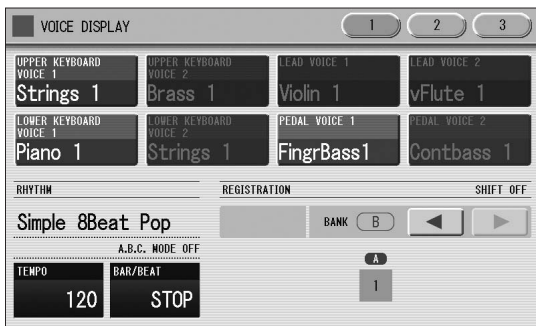 VOICE DISPLAY
1 2 3
UPPER KEYBOARD
VOICE 1
Strings 1
UPPER KEYBOARD
VOICE 2
Brass 1
LEAD VOICE 1
Violin 1
LEAD VOICE 2
vFlute 1
LOWER KEYBOARD
VOICE 1
Piano 1
LOWER KEYBOARD
VOICE 2
Strings 1
PEDAL VOICE 1
FingrBass1
PEDAL VOICE 2
Contbass 1
RHYTHM
Simple 8Beat Pop
A.B.C. MODE OFF
TEMPO
120
BAR/BEAT
STOP
REGISTRATION
SHIFT OFF
BANK B
A
1